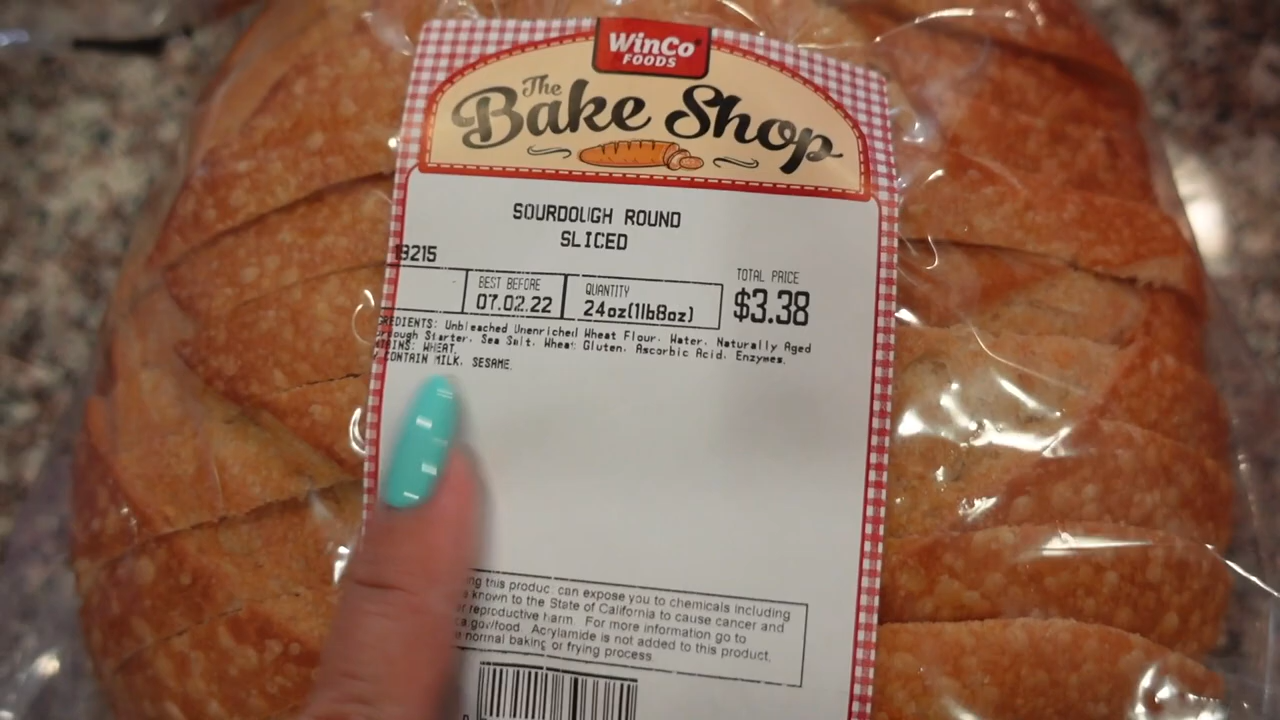 WinCo
FOODS
The
Bake Shop
SOURDOUGH ROUND
SLICED
19215
BEST BEFORE
07.02.22
QUANTITY
24oz(1lb8oz)
TOTAL PRICE
$3.38
REDIENTS: Unbleached Unenriched Wheat Flour, Water, Naturally Aged
Starter, Sea Salt, Wheat Gluten, Ascorbic Acid, Enzymes.
AINS: WHEAT.
CONTAIN MILK, SESAME.
ng this product can expose you to chemicals including
known to the State of California to cause cancer and
r reproductive harm. For more information go to
ca.gov/food. Acrylamide is not added to this product,
normal baking or frying process